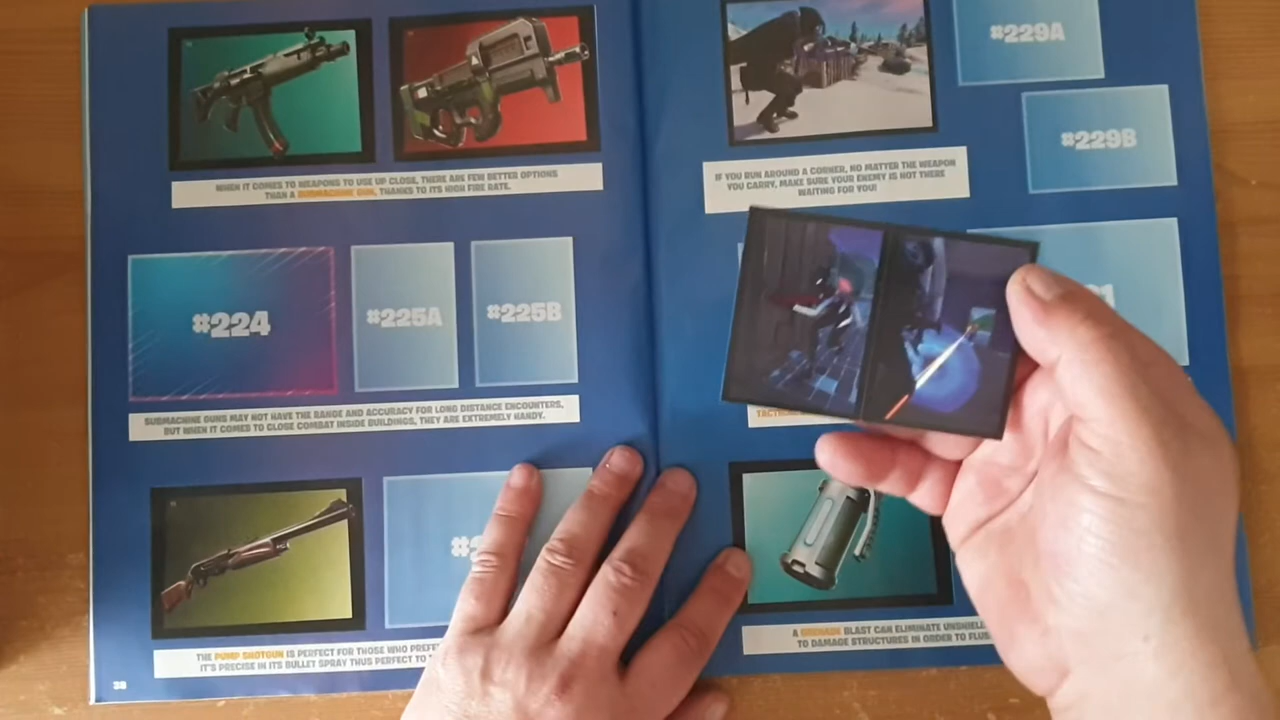 WHEN IT COMES TO WEAPONS TO USE UP CLOSE, THERE ARE FEW BETTER OPTIONS
THAN A SUBMACHINE GUN, THANKS TO ITS HIGH FIRE RATE.
#224
#225A
#225B
SUBMACHINE GUNS MAY NOT HAVE THE RANGE AND ACCURACY FOR LONG DISTANCE ENCOUNTERS,
BUT WHEN IT COMES TO CLOSE COMBAT INSIDE BUILDINGS, THEY ARE EXTREMELY HANDY.
THE PUMP SHOTGUN IS PERFECT FOR THOSE WHO
IT'S PRECISE IN ITS BULLET SPRAY THUS PERFECT TO
38
#229A
#229B
IF YOU RUN AROUND A CORNER, NO MATTER THE WEAPON
YOU CARRY, MAKE SURE YOUR ENEMY IS NOT THERE
WAITING FOR YOU!
A GRENADE BLAST CAN ELIMINATE
TO DAMAGE STRUCTURES IN ORDER TO